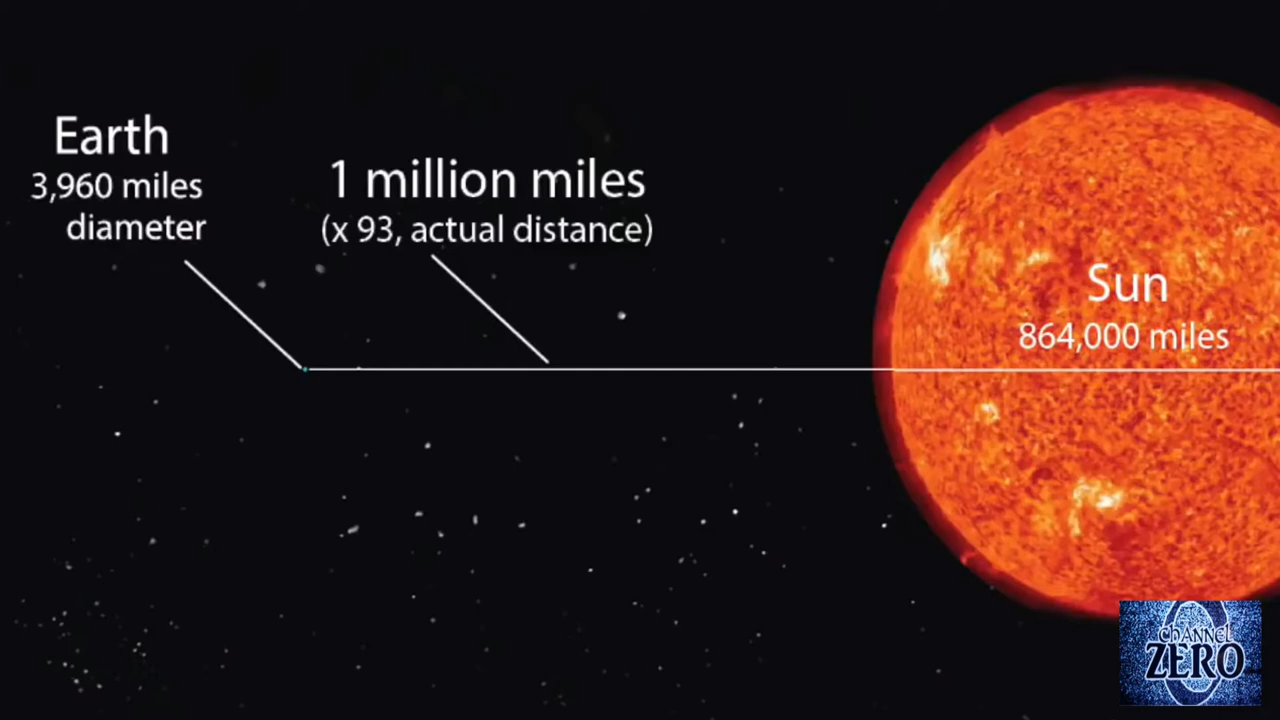 Earth
3,960 miles
diameter
1 million miles
(x 93, actual distance)
Sun
864,000 miles
CHANNEL
ZERO